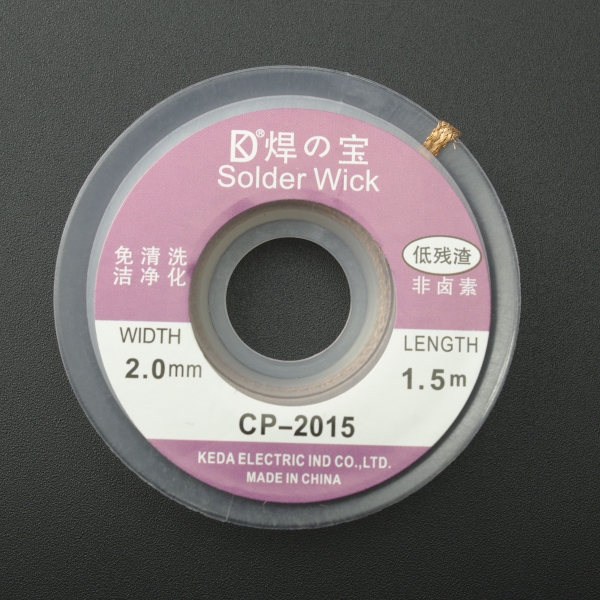 KD®焊の宝
Solder Wick
免清洗
洁净化
低残渣
非卤素
WIDTH
2.0mm
LENGTH
1.5m
CP-2015
KEDA ELECTRIC IND CO.,LTD.
MADE IN CHINA